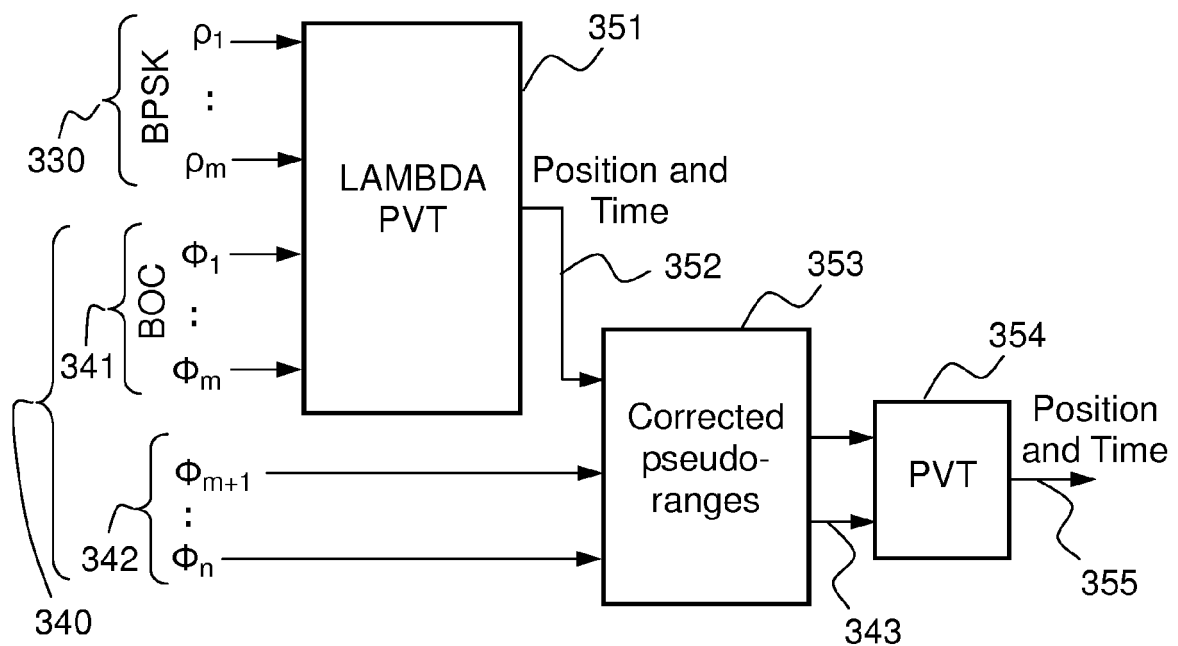 ρ1
351
BPSK
⋮
330
ρm
LAMBDA
PVT
Position and
Time
Φ1
352
353
BOC
⋮
341
354
Φm
Corrected
pseudo-
ranges
Position
and Time
PVT
Φm+1
⋮
342
Φn
355
340
343